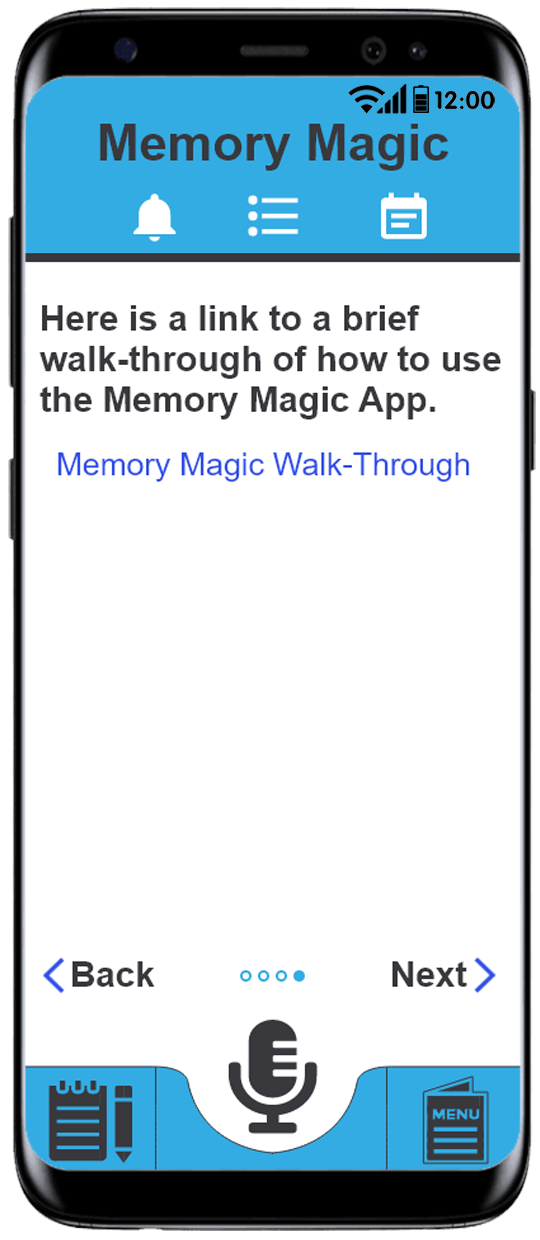 12:00
Memory Magic
Here is a link to a brief
walk-through of how to use
the Memory Magic App.
Memory Magic Walk-Through
Back
Next
MENU